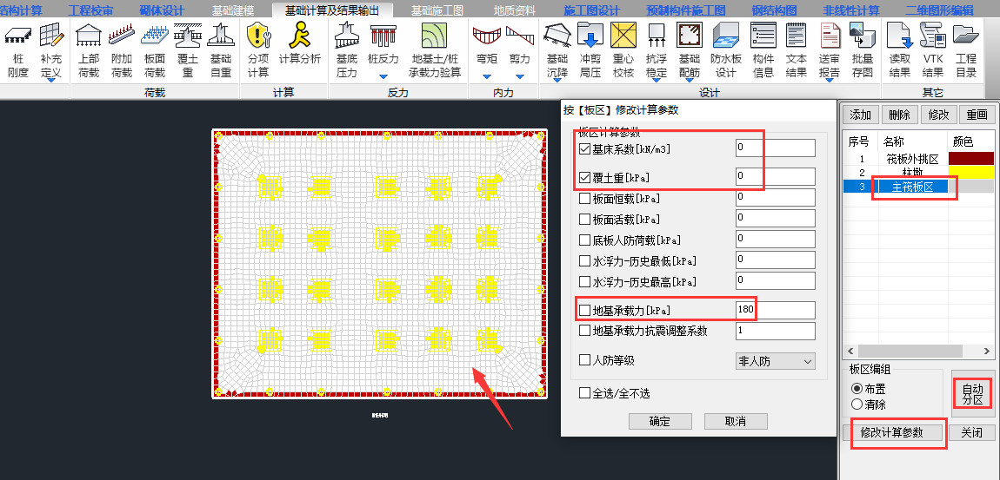 结构计算 工程校审 砌体设计 基础建模 基础计算及结果输出 基础施工图 地质资料 施工图设计 预制构件施工图 钢结构图 非线性计算 二维图形编辑
桩刚度 补充定义 上部荷载 附加荷载 板面荷载 覆土重 基础自重 分项计算 计算分析 基底压力 桩反力 地基土/桩承载力验算 弯矩 剪力 基础沉降 冲剪局压 重心校核 抗浮稳定 基础配筋 防水板设计 构件信息 文本结果 送审报告 批量存图 读取结果 VTK结果 工程目录
荷载 计算 反力 内力 设计 其它
按【板区】修改计算参数
板区计算参数
基床系数[kN/m3] 0
覆土重[kPa] 0
板面恒载[kPa] 0
板面活载[kPa] 0
底板人防荷载[kPa] 0
水浮力-历史最低[kPa] 0
水浮力-历史最高[kPa] 0
地基承载力[kPa] 180
地基承载力抗震调整系数 1
人防等级 非人防
全选/全不选
确定 取消
添加 删除 修改 重画
序号 名称 颜色
1 筏板外挑区
2 柱墩
3 主筏板区
板区编组
布置
清除
自动
分区
修改计算参数 关闭